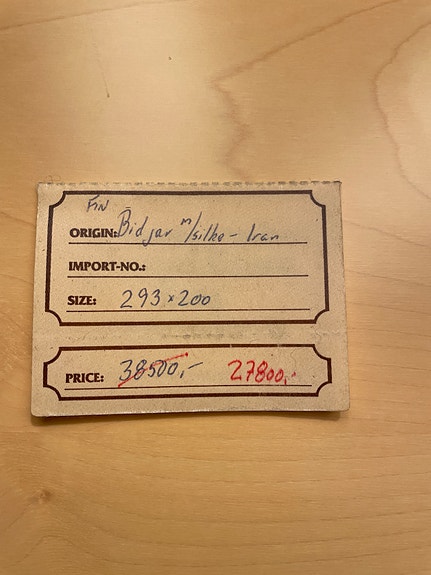 FIN
ORIGIN: Bidjar m/silke - Iran
IMPORT-NO.:
SIZE: 293 x 200
PRICE: 38500,- 27800,-